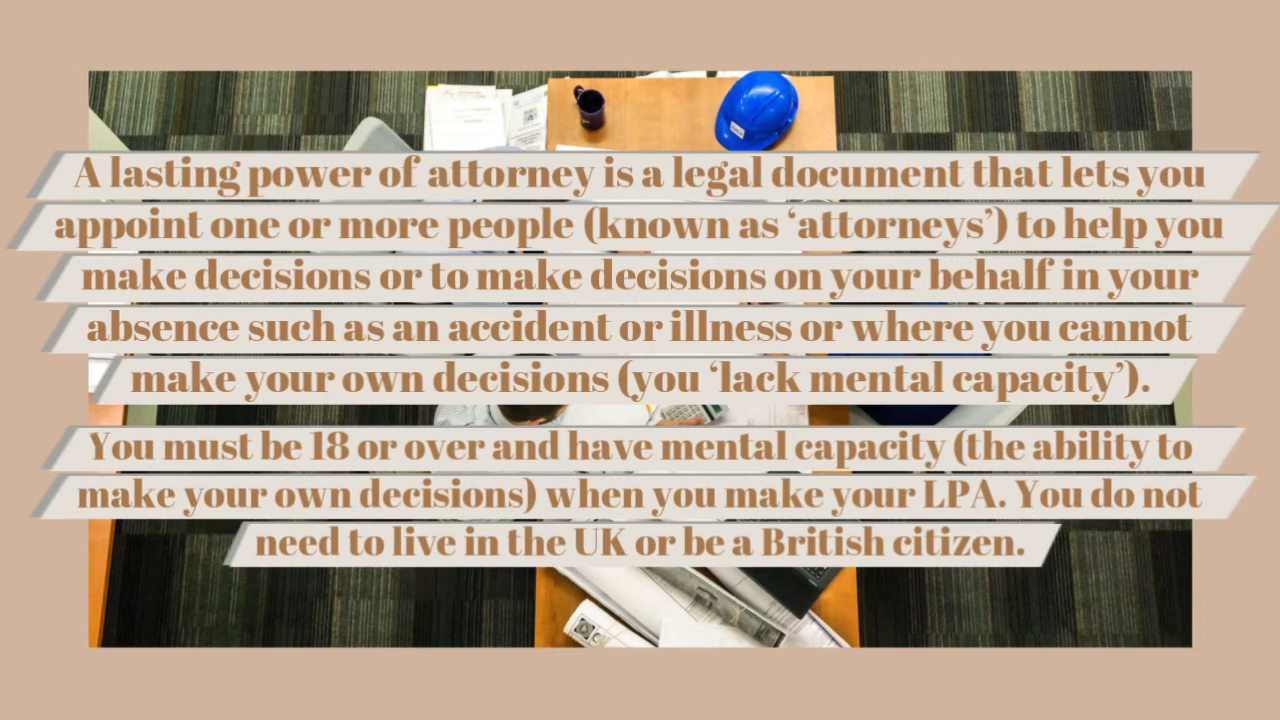 A lasting power of attorney is a legal document that lets you
appoint one or more people (known as ‘attorneys’) to help you
make decisions or to make decisions on your behalf in your
absence such as an accident or illness or where you cannot
make your own decisions (you ‘lack mental capacity’).
You must be 18 or over and have mental capacity (the ability to
make your own decisions) when you make your LPA. You do not
need to live in the UK or be a British citizen.